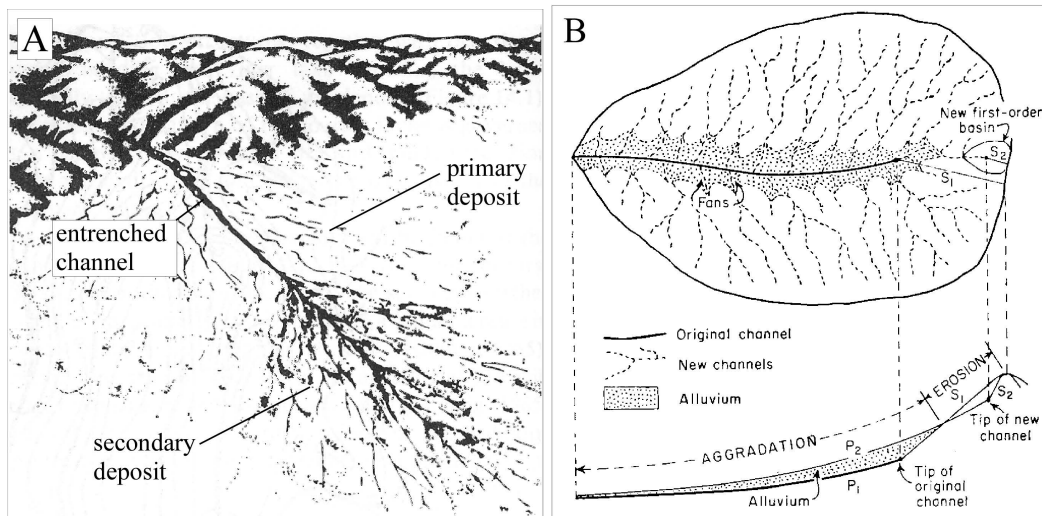 A
primary
deposit
entrenched
channel
secondary
deposit
B
New first-order
basin
S2
S1
Fans
Original channel
New channels
Alluvium
EROSION
S1
S2
Tip of new
channel
AGGRADATION
P2
P1
Alluvium
Tip of
original
channel